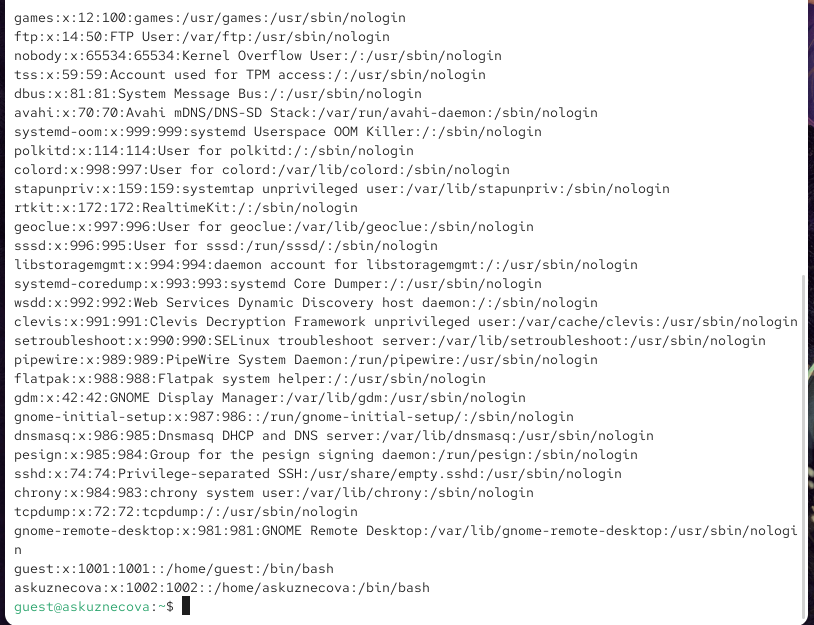 games:x:12:100:games:/usr/games:/usr/sbin/nologin
ftp:x:14:50:FTP User:/var/ftp:/usr/sbin/nologin
nobody:x:65534:65534:Kernel Overflow User:/:/usr/sbin/nologin
tss:x:59:59:Account used for TPM access:/:/usr/sbin/nologin
dbus:x:81:81:System Message Bus:/:/usr/sbin/nologin
avahi:x:70:70:Avahi mDNS/DNS-SD Stack:/var/run/avahi-daemon:/sbin/nologin
systemd-oom:x:999:999:systemd Userspace OOM Killer:/:/sbin/nologin
polkitd:x:114:114:User for polkitd:/:/sbin/nologin
colord:x:998:997:User for colord:/var/lib/colord:/sbin/nologin
stapunpriv:x:159:159:systemtap unprivileged user:/var/lib/stapunpriv:/sbin/nologin
rtkit:x:172:172:RealtimeKit:/:/sbin/nologin
geoclue:x:997:996:User for geoclue:/var/lib/geoclue:/sbin/nologin
sssd:x:996:995:User for sssd:/run/sssd/:/sbin/nologin
libstoragemgmt:x:994:994:daemon account for libstoragemgmt:/:/usr/sbin/nologin
systemd-coredump:x:993:993:systemd Core Dumper:/:/usr/sbin/nologin
wsdd:x:992:992:Web Services Dynamic Discovery host daemon:/:/sbin/nologin
clevis:x:991:991:Clevis Decryption Framework unprivileged user:/var/cache/clevis:/usr/sbin/nologin
setroubleshoot:x:990:990:SELinux troubleshoot server:/var/lib/setroubleshoot:/usr/sbin/nologin
pipewire:x:989:989:PipeWire System Daemon:/run/pipewire:/usr/sbin/nologin
flatpak:x:988:988:Flatpak system helper:/:/usr/sbin/nologin
gdm:x:42:42:GNOME Display Manager:/var/lib/gdm:/usr/sbin/nologin
gnome-initial-setup:x:987:986::/run/gnome-initial-setup/:/sbin/nologin
dnsmasq:x:986:985:Dnsmasq DHCP and DNS server:/var/lib/dnsmasq:/usr/sbin/nologin
pesign:x:985:984:Group for the pesign signing daemon:/run/pesign:/sbin/nologin
sshd:x:74:74:Privilege-separated SSH:/usr/share/empty.sshd:/usr/sbin/nologin
chrony:x:984:983:chrony system user:/var/lib/chrony:/sbin/nologin
tcpdump:x:72:72:tcpdump:/:/usr/sbin/nologin
gnome-remote-desktop:x:981:981:GNOME Remote Desktop:/var/lib/gnome-remote-desktop:/usr/sbin/nologi
n
guest:x:1001:1001::/home/guest:/bin/bash
askuznecova:x:1002:1002::/home/askuznecova:/bin/bash
guest@askuznecova:~$